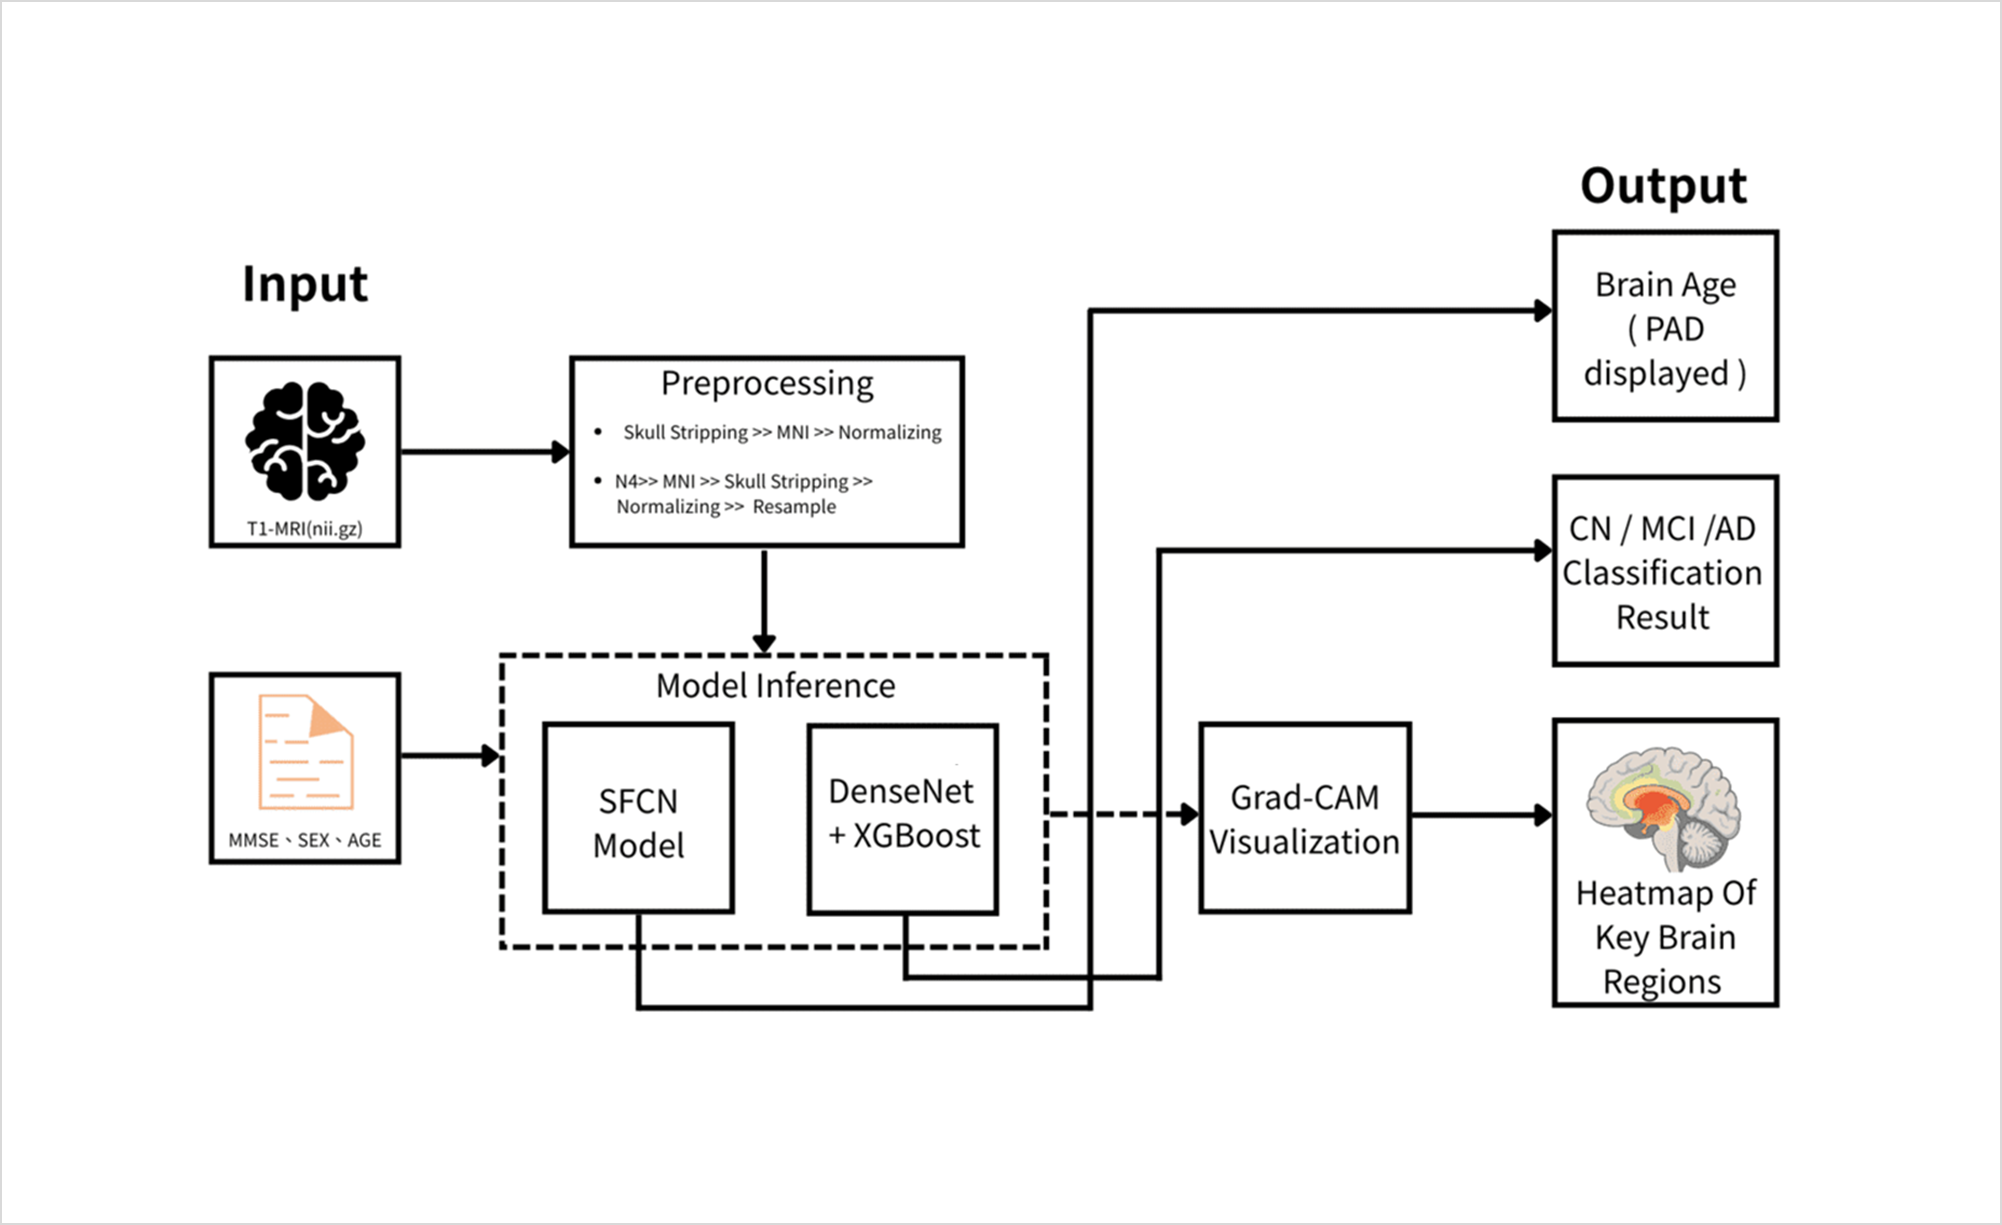 Input
T1-MRI(nii.gz)
MMSE、SEX、AGE
Preprocessing
• Skull Stripping >> MNI >> Normalizing
• N4>> MNI >> Skull Stripping >>
Normalizing >> Resample
Model Inference
SFCN
Model
DenseNet
+ XGBoost
Grad-CAM
Visualization
Output
Brain Age
( PAD
displayed )
CN / MCI /AD
Classification
Result
Heatmap Of
Key Brain
Regions